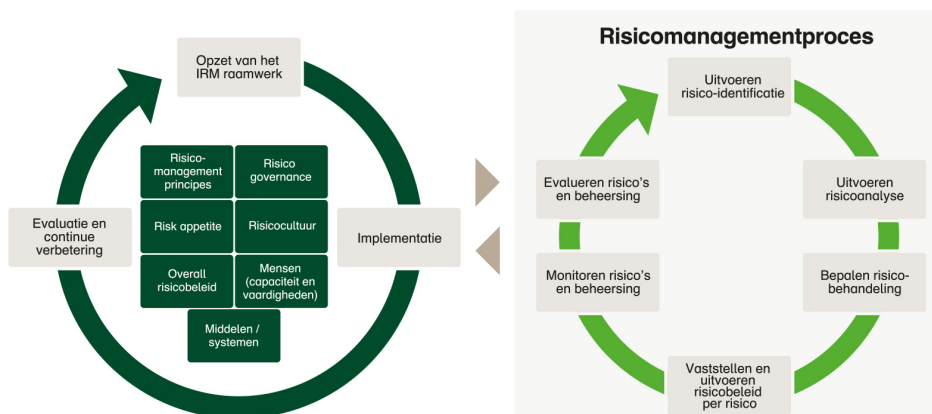 Opzet van het
IRM raamwerk
Risico-
management
principes
Risico
governance
Risk appetite
Risicocultuur
Overall
risicobeleid
Mensen
(capaciteit en
vaardigheden)
Middelen /
systemen
Evaluatie en
continue
verbetering
Implementatie
Risicomanagementproces
Uitvoeren
risico-identificatie
Uitvoeren
risicoanalyse
Bepalen risico-
behandeling
Vaststellen en
uitvoeren
risicobeleid
per risico
Monitoren risico's
en beheersing
Evalueren risico's
en beheersing